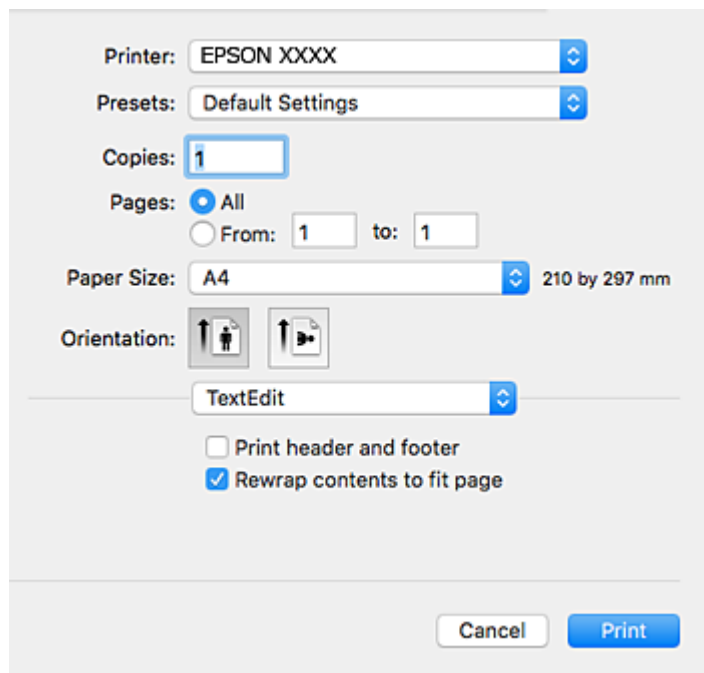 Printer: EPSON XXXX
Presets: Default Settings
Copies: 1
Pages: All
From: 1 to: 1
Paper Size: A4 210 by 297 mm
Orientation:
TextEdit
Print header and footer
Rewrap contents to fit page
Cancel Print